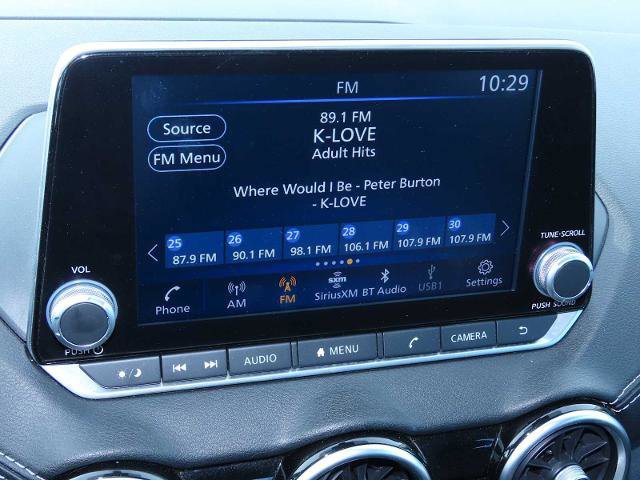 FM
10:29
Source
FM Menu
89.1 FM
K-LOVE
Adult Hits
Where Would I Be - Peter Burton
- K-LOVE
25
87.9 FM
26
90.1 FM
27
98.1 FM
28
106.1 FM
29
107.9 FM
30
107.9 FM
VOL
TUNE·SCROLL
Phone
AM
FM
sxm
SiriusXM
BT Audio
USB1
Settings
PUSH
PUSH SOUND
AUDIO
MENU
CAMERA